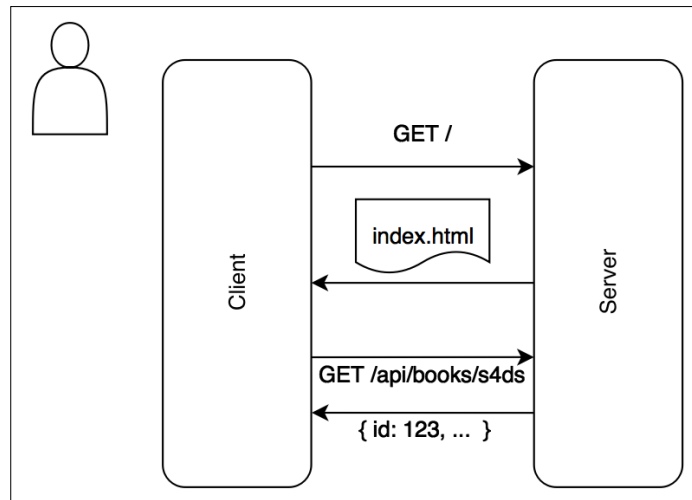 GET /
index.html
Client
Server
GET /api/books/s4ds
{ id: 123, ... }